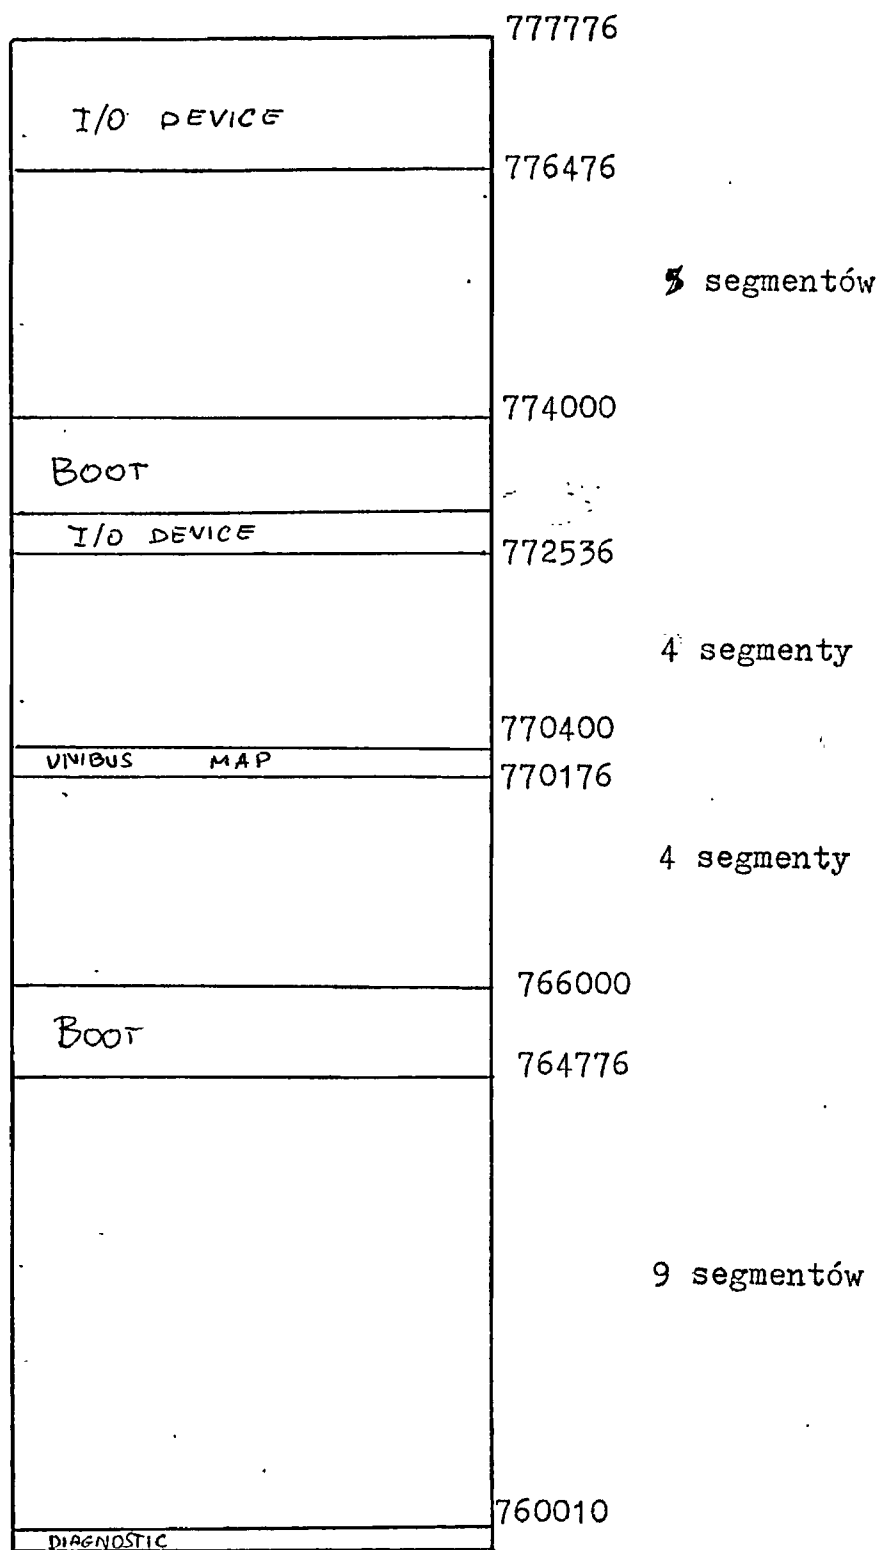 777776
I/O DEVICE
776476
5 segmentów
774000
BOOT
I/O DEVICE
772536
4 segmenty
770400
UNIBUS MAP
770176
4 segmenty
766000
BOOT
764776
9 segmentów
760010
DIAGNOSTIC